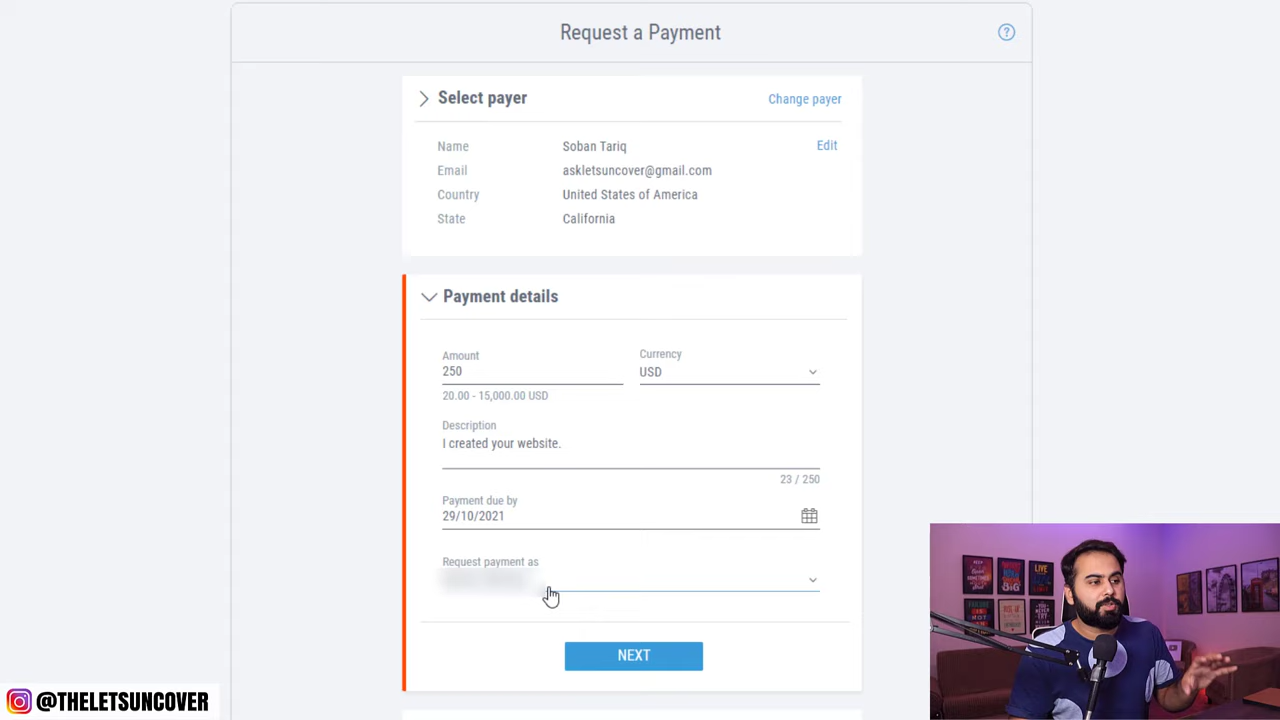 Request a Payment
?
Select payer
Change payer
Name Soban Tariq Edit
Email askletsuncover@gmail.com
Country United States of America
State California
Payment details
Amount Currency
250 USD
20.00 - 15,000.00 USD
Description
I created your website.
23 / 250
Payment due by
29/10/2021
Request payment as
NEXT
@THELETSUNCOVER